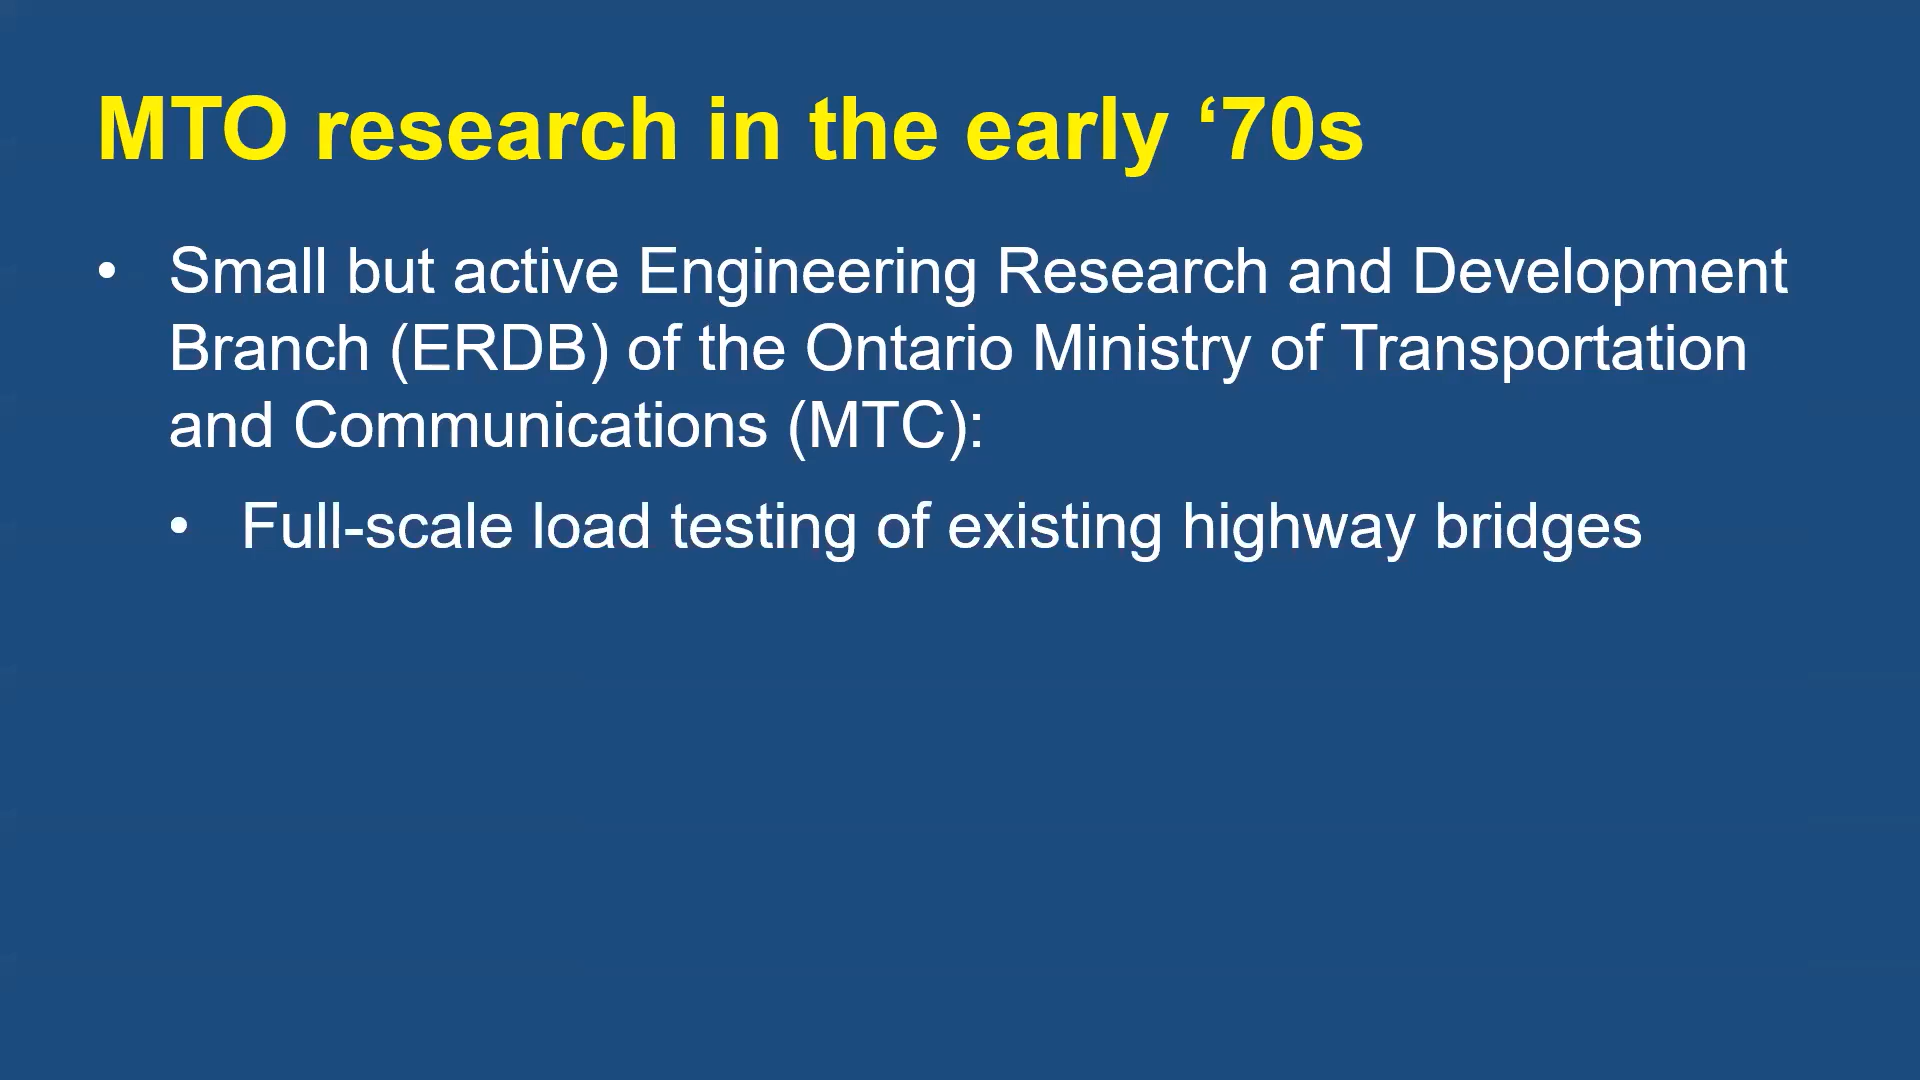 MTO research in the early ‘70s
• Small but active Engineering Research and Development
Branch (ERDB) of the Ontario Ministry of Transportation
and Communications (MTC):
• Full-scale load testing of existing highway bridges